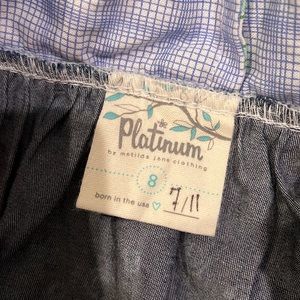 Platinum
by matilda jane clothing
8
born in the usa
7/11